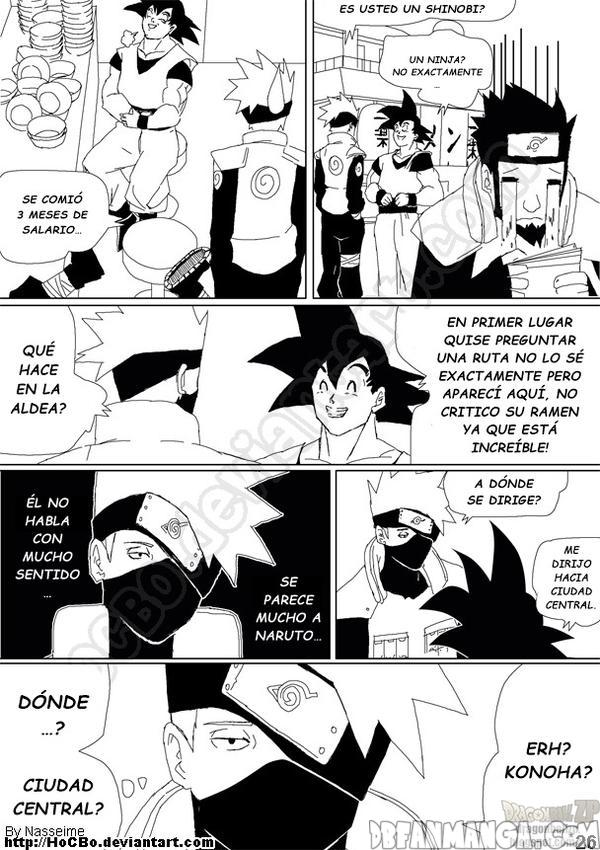 SE COMIÓ
3 MESES DE
SALARIO...
ES USTED UN SHINOBI?
UN NINJA?
NO EXACTAMENTE
...
QUÉ
HACE
EN LA
ALDEA?
EN PRIMER LUGAR
QUISE PREGUNTAR
UNA RUTA NO LO SÉ
EXACTAMENTE PERO
APARECÍ AQUÍ, NO
CRITICO SU RAMEN
YA QUE ESTÁ
INCREÍBLE!
ÉL NO
HABLA
CON
MUCHO
SENTIDO
...
SE
PARECE
MUCHO A
NARUTO...
A DÓNDE
SE DIRIGE?
ME
DIRIJO
HACIA
CIUDAD
CENTRAL.
DÓNDE
...?
CIUDAD
CENTRAL?
ERH?
KONOHA?
By Nasseime
http://HoCBo.deviantart.com
DRAGONBALL ZP
DBFANMANGA.COM
26